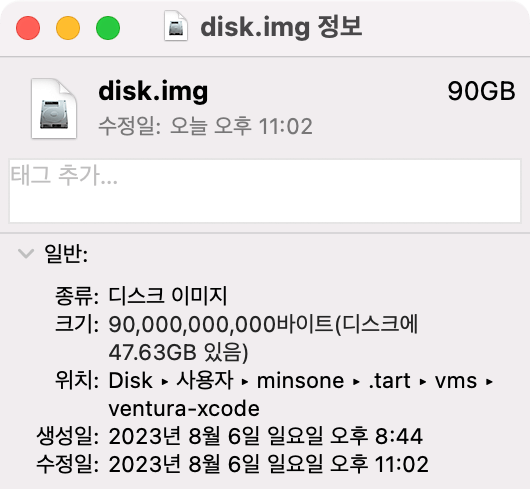 disk.img 정보
disk.img 90GB
수정일: 오늘 오후 11:02
태그 추가...
일반:
종류: 디스크 이미지
크기: 90,000,000,000바이트(디스크에
47.63GB 있음)
위치: Disk ▸ 사용자 ▸ minsone ▸ .tart ▸ vms ▸
ventura-xcode
생성일: 2023년 8월 6일 일요일 오후 8:44
수정일: 2023년 8월 6일 일요일 오후 11:02